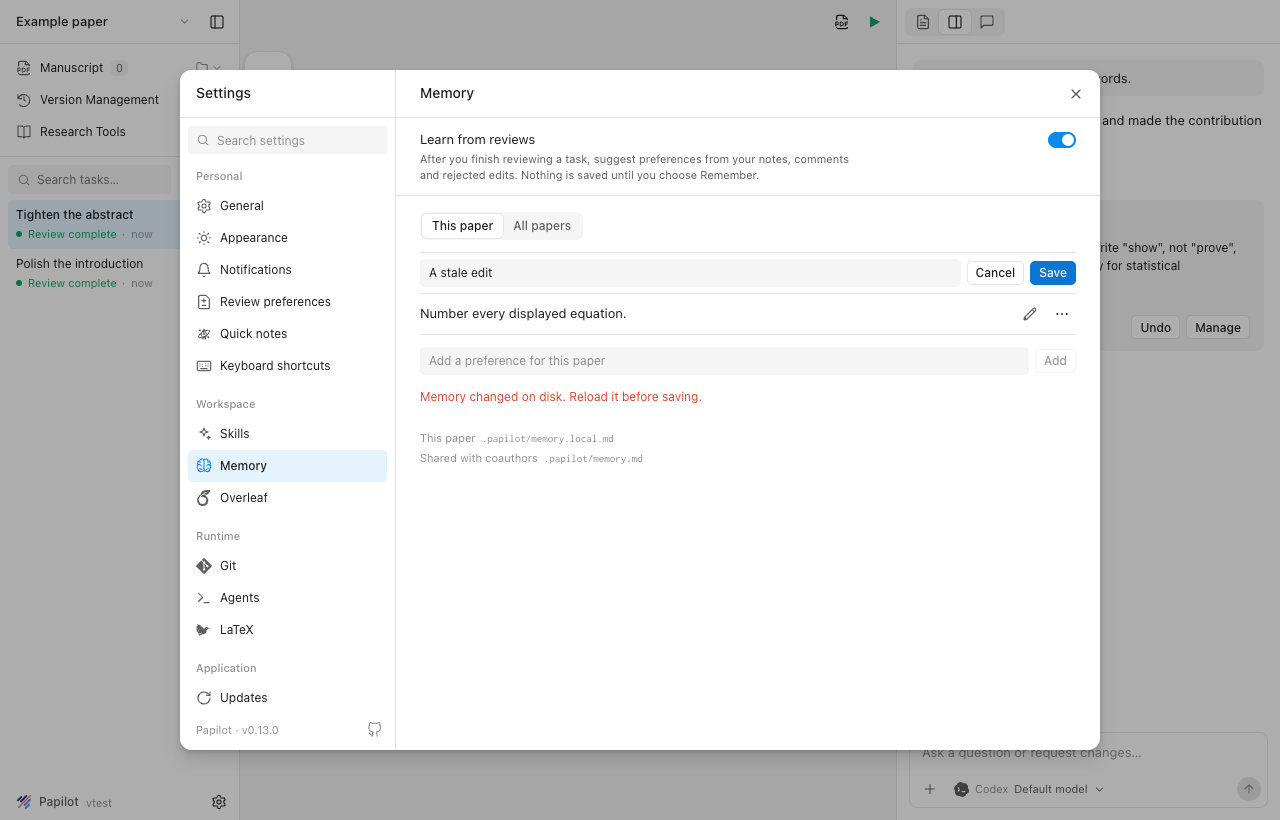 Example paper
PDF
Manuscript 0
Version Management
Research Tools
Search tasks...
Tighten the abstract
Review complete · now
Polish the introduction
Review complete · now
Papilot vtest
Settings
Search settings
Personal
General
Appearance
Notifications
Review preferences
Quick notes
Keyboard shortcuts
Workspace
Skills
Memory
Overleaf
Runtime
Git
Agents
LaTeX
Application
Updates
Papilot · v0.13.0
Memory
Learn from reviews
After you finish reviewing a task, suggest preferences from your notes, comments
and rejected edits. Nothing is saved until you choose Remember.
This paper All papers
A stale edit Cancel Save
Number every displayed equation.
Add a preference for this paper Add
Memory changed on disk. Reload it before saving.
This paper .papilot/memory.local.md
Shared with coauthors .papilot/memory.md
PDF
ords.
and made the contribution
rite "show", not "prove",
y for statistical
Undo Manage
Ask a question or request changes...
Codex Default model